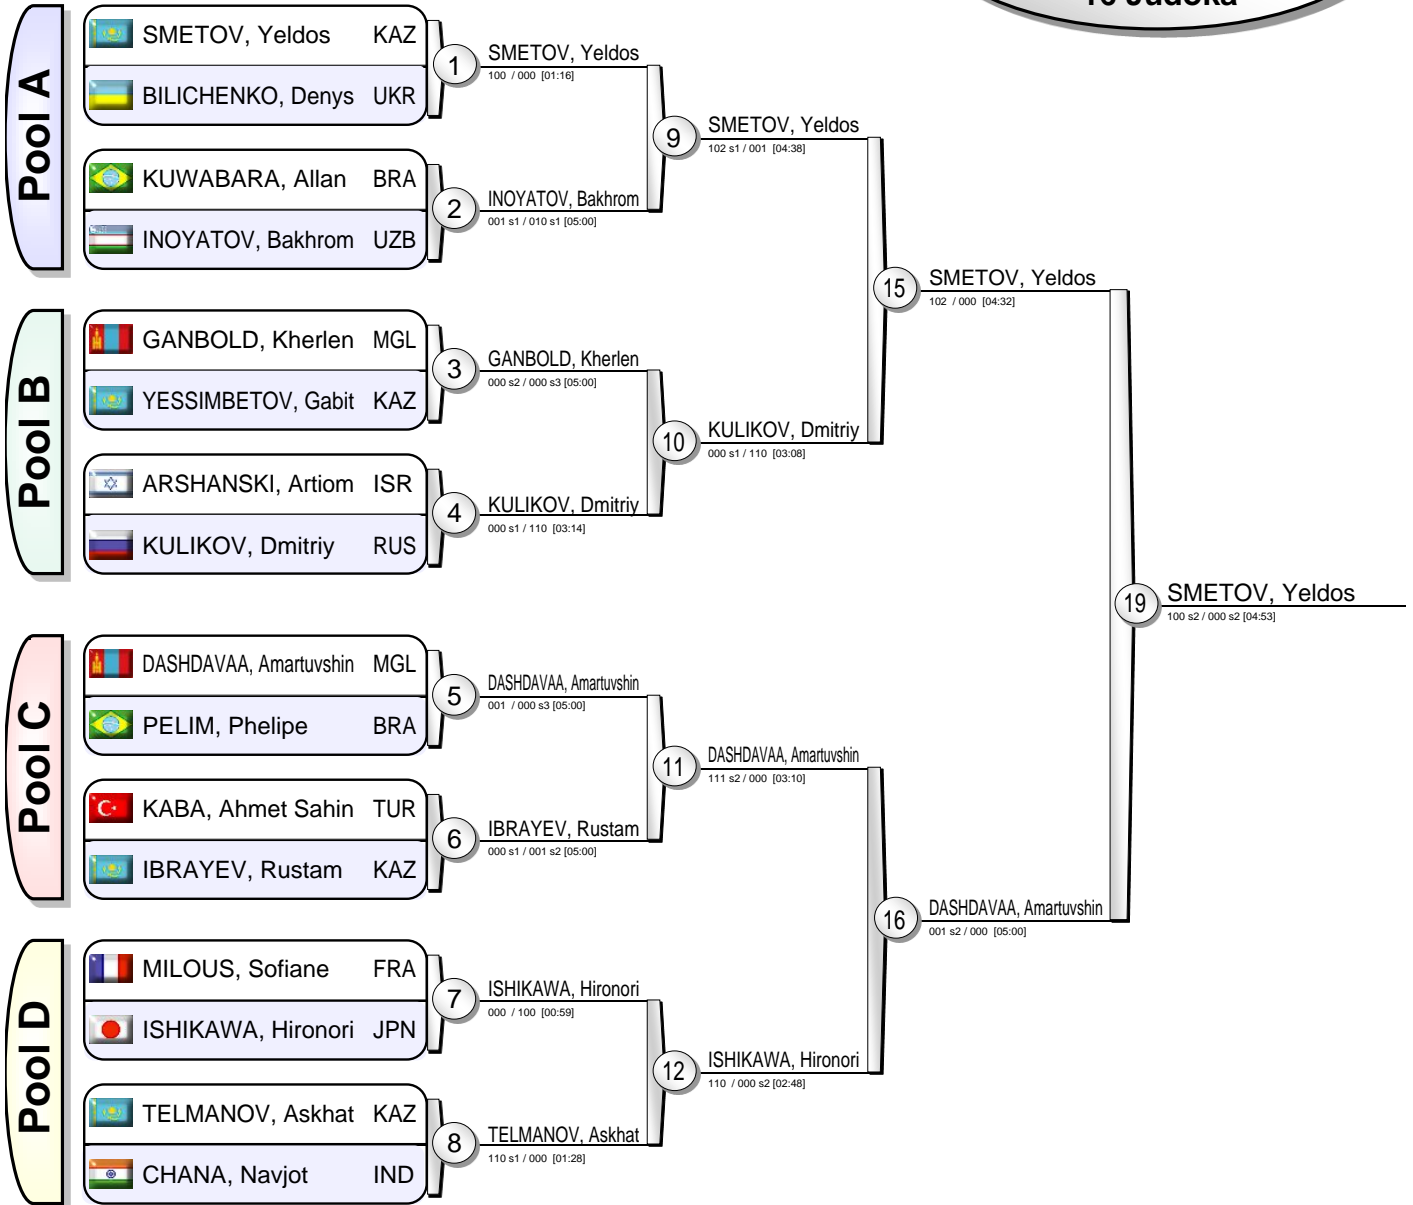 16 Judoka
Pool A
SMETOV, Yeldos KAZ
BILICHENKO, Denys UKR
1
SMETOV, Yeldos
100 / 000 [01:16]
KUWABARA, Allan BRA
INOYATOV, Bakhrom UZB
2
INOYATOV, Bakhrom
001 s1 / 010 s1 [05:00]
9
SMETOV, Yeldos
102 s1 / 001 [04:38]
Pool B
GANBOLD, Kherlen MGL
YESSIMBETOV, Gabit KAZ
3
GANBOLD, Kherlen
000 s2 / 000 s3 [05:00]
ARSHANSKI, Artiom ISR
KULIKOV, Dmitriy RUS
4
KULIKOV, Dmitriy
000 s1 / 110 [03:14]
10
KULIKOV, Dmitriy
000 s1 / 110 [03:08]
15
SMETOV, Yeldos
102 / 000 [04:32]
Pool C
DASHDAVAA, Amartuvshin MGL
PELIM, Phelipe BRA
5
DASHDAVAA, Amartuvshin
001 / 000 s3 [05:00]
KABA, Ahmet Sahin TUR
IBRAYEV, Rustam KAZ
6
IBRAYEV, Rustam
000 s1 / 001 s2 [05:00]
11
DASHDAVAA, Amartuvshin
111 s2 / 000 [03:10]
Pool D
MILOUS, Sofiane FRA
ISHIKAWA, Hironori JPN
7
ISHIKAWA, Hironori
000 / 100 [00:59]
TELMANOV, Askhat KAZ
CHANA, Navjot IND
8
TELMANOV, Askhat
110 s1 / 000 [01:28]
12
ISHIKAWA, Hironori
110 / 000 s2 [02:48]
16
DASHDAVAA, Amartuvshin
001 s2 / 000 [05:00]
19
SMETOV, Yeldos
100 s2 / 000 s2 [04:53]